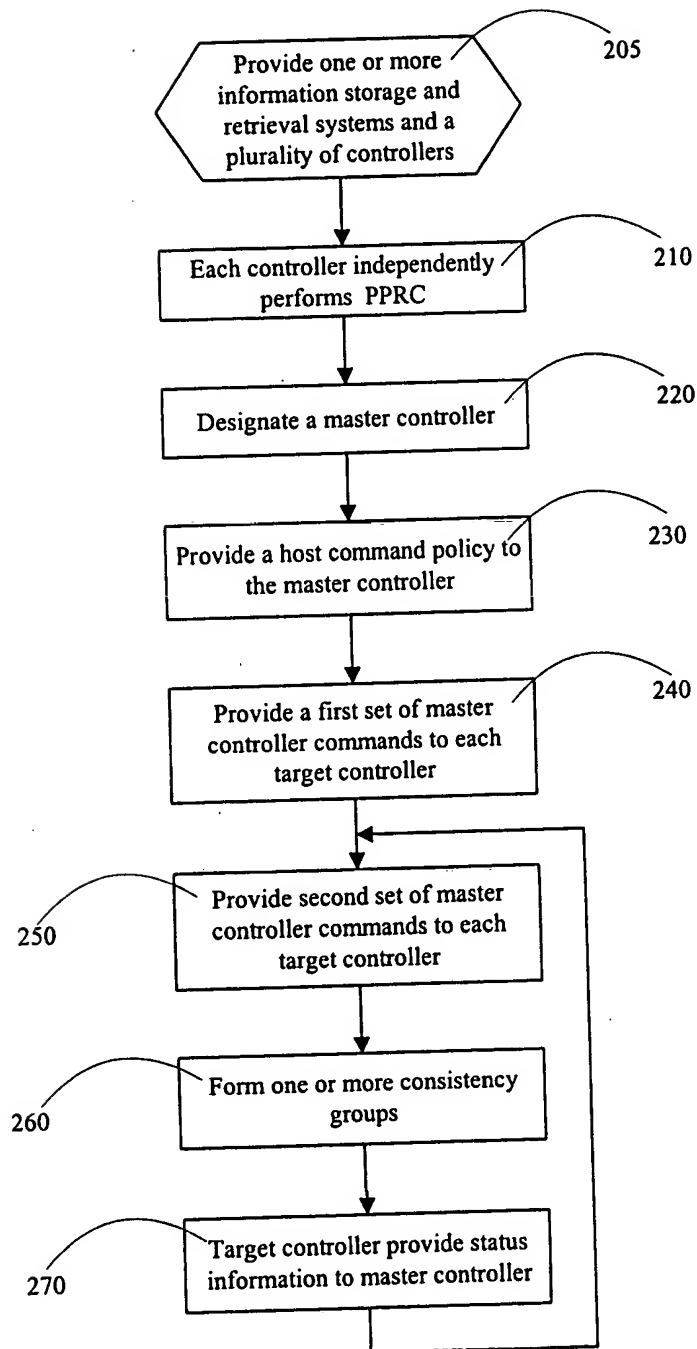 Provide one or more
information storage and
retrieval systems and a
plurality of controllers
205
Each controller independently
performs PPRC
210
Designate a master controller
220
Provide a host command policy to
the master controller
230
Provide a first set of master
controller commands to each
target controller
240
Provide second set of master
controller commands to each
target controller
250
Form one or more consistency
groups
260
Target controller provide status
information to master controller
270